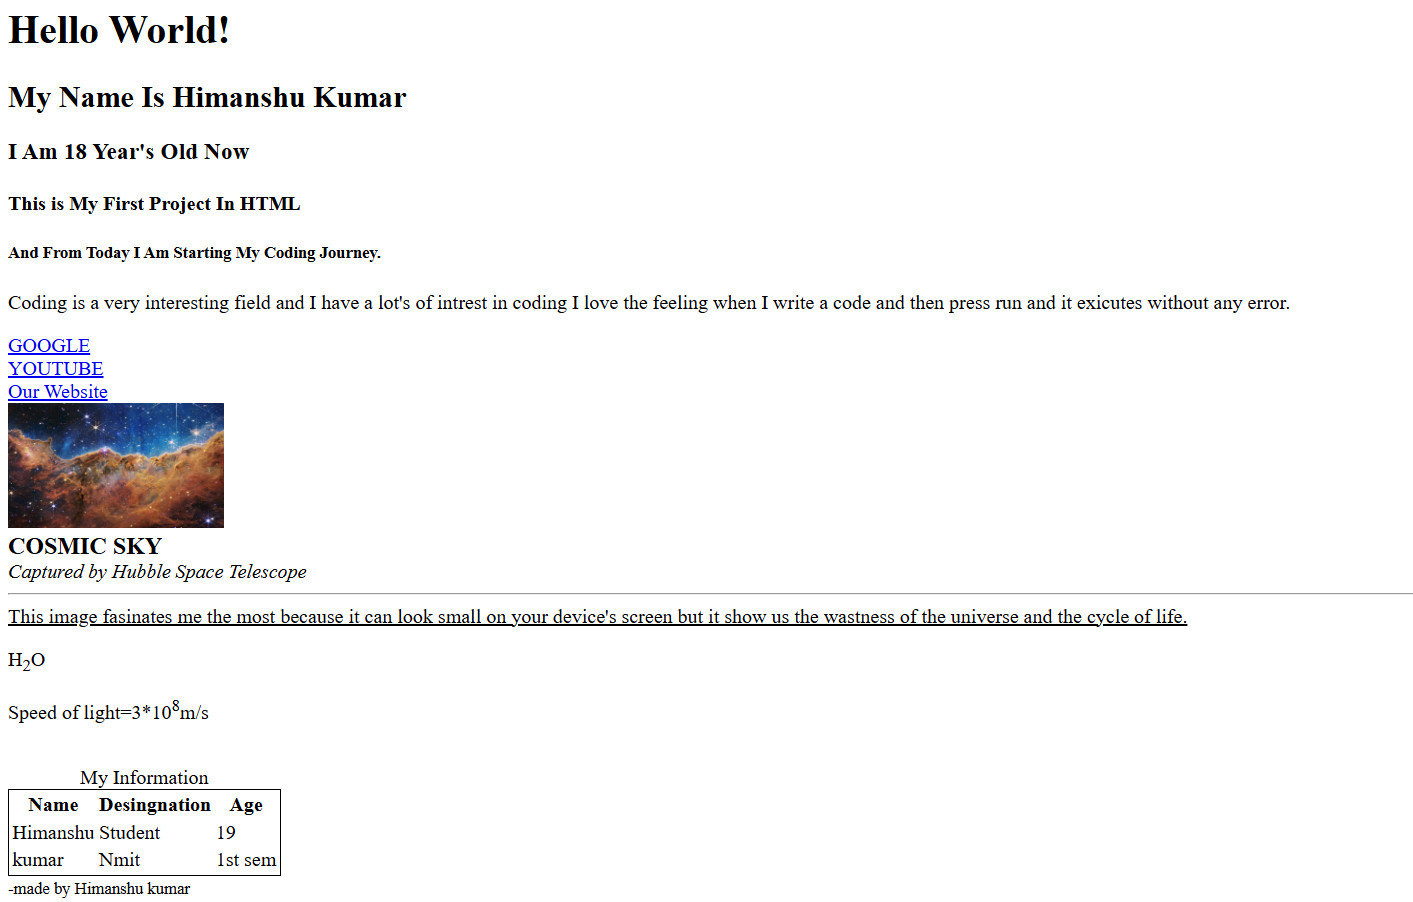 Hello World!
My Name Is Himanshu Kumar
I Am 18 Year's Old Now
This is My First Project In HTML
And From Today I Am Starting My Coding Journey.
Coding is a very interesting field and I have a lot's of intrest in coding I love the feeling when I write a code and then press run and it exicutes without any error.
GOOGLE
YOUTUBE
Our Website
COSMIC SKY
Captured by Hubble Space Telescope
This image fasinates me the most because it can look small on your device's screen but it show us the wastness of the universe and the cycle of life.
H₂O
Speed of light=3*10⁸m/s
My Information
Name Desingnation Age
Himanshu Student 19
kumar Nmit 1st sem
-made by Himanshu kumar